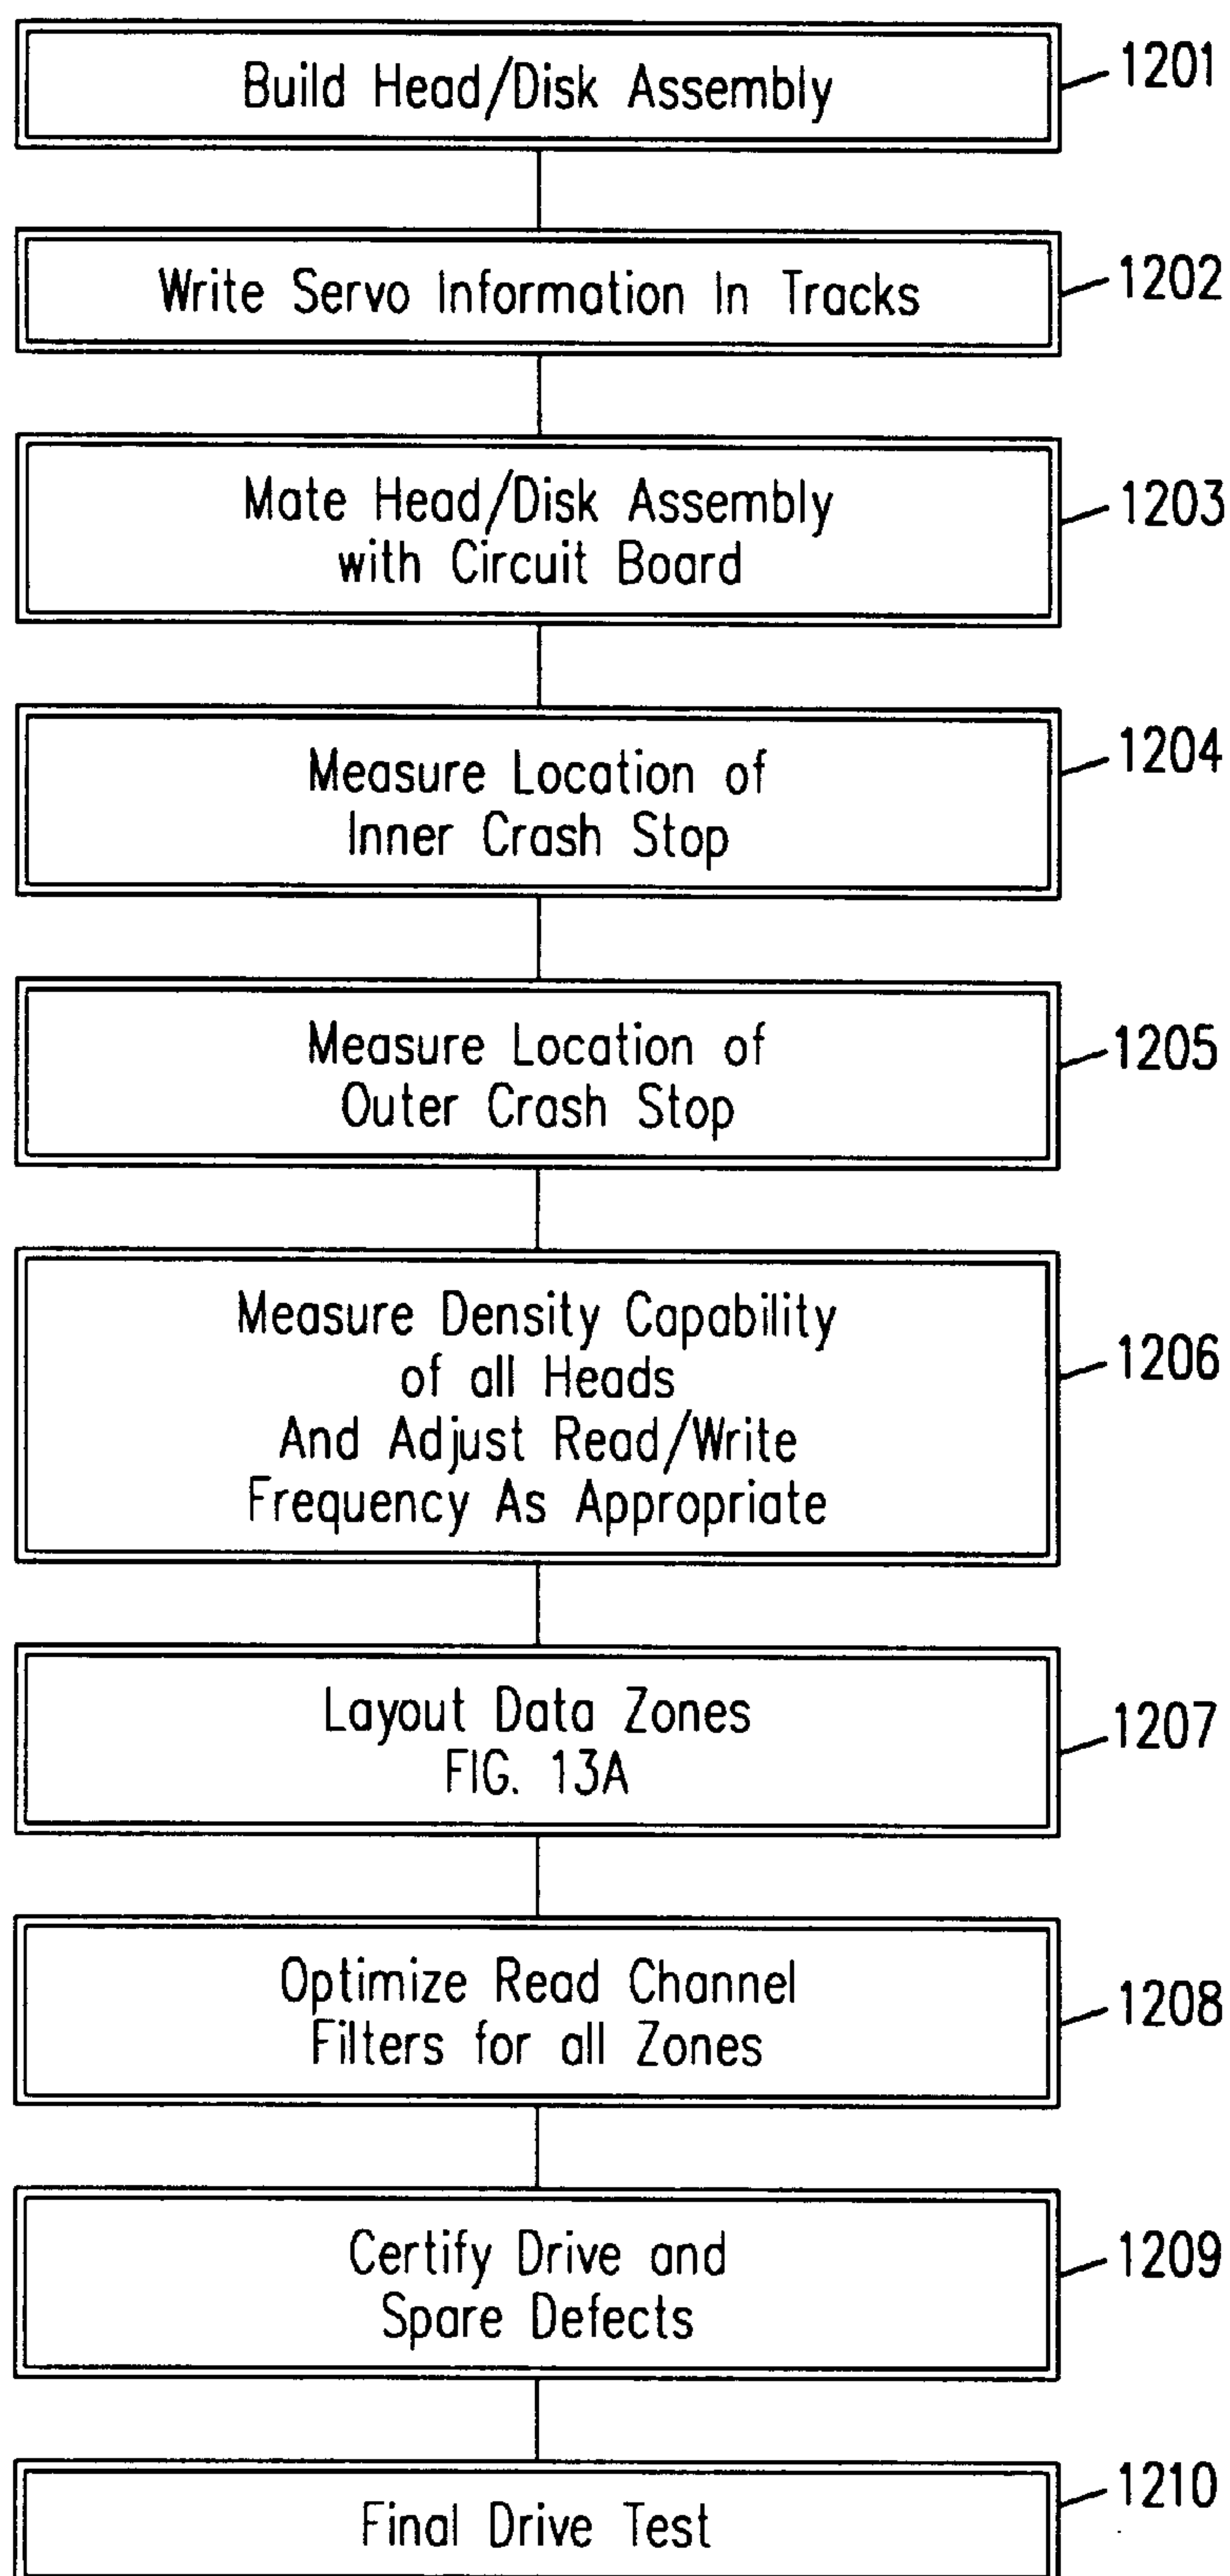 Build Head/Disk Assembly
1201
Write Servo Information In Tracks
1202
Mate Head/Disk Assembly
with Circuit Board
1203
Measure Location of
Inner Crash Stop
1204
Measure Location of
Outer Crash Stop
1205
Measure Density Capability
of all Heads
And Adjust Read/Write
Frequency As Appropriate
1206
Layout Data Zones
FIG. 13A
1207
Optimize Read Channel
Filters for all Zones
1208
Certify Drive and
Spare Defects
1209
Final Drive Test
1210